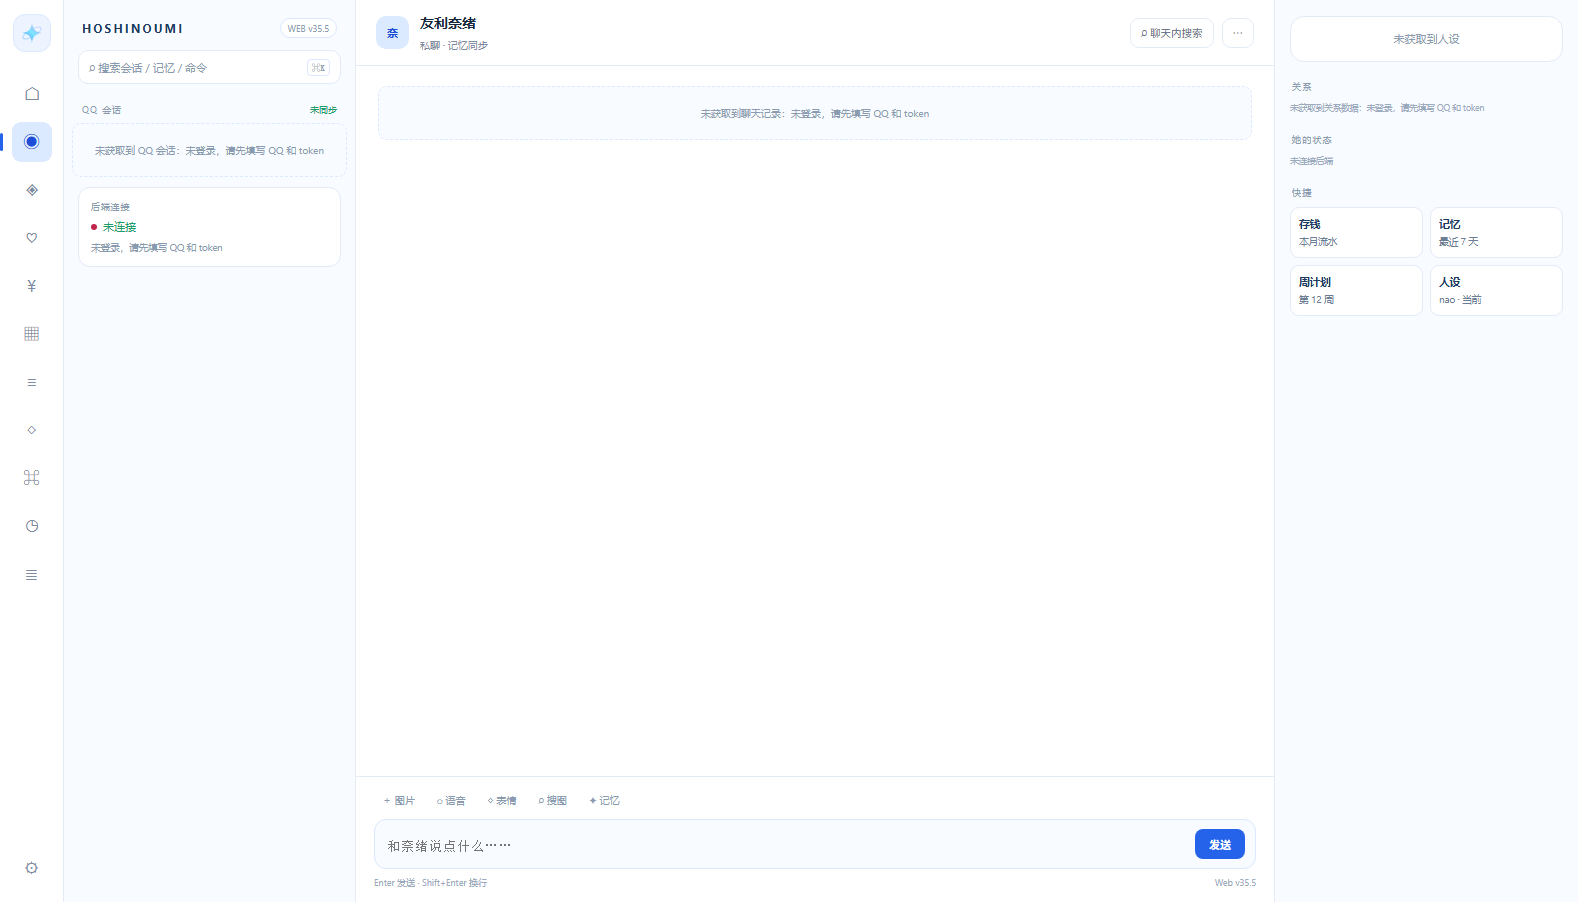 HOSHINOUMI
WEB v35.5
搜索会话 / 记忆 / 命令
⌘K
QQ 会话
未同步
未获取到 QQ 会话：未登录，请先填写 QQ 和 token
后端连接
未连接
未登录，请先填写 QQ 和 token
奈
友利奈绪
私聊 · 记忆同步
聊天内搜索
···
未获取到聊天记录：未登录，请先填写 QQ 和 token
+ 图片
语音
表情
搜图
记忆
和奈绪说点什么……
发送
Enter 发送 · Shift+Enter 换行
Web v35.5
未获取到人设
关系
未获取到关系数据：未登录，请先填写 QQ 和 token
她的状态
未连接后端
快捷
存钱
本月流水
记忆
最近 7 天
周计划
第 12 周
人设
nao · 当前
¥